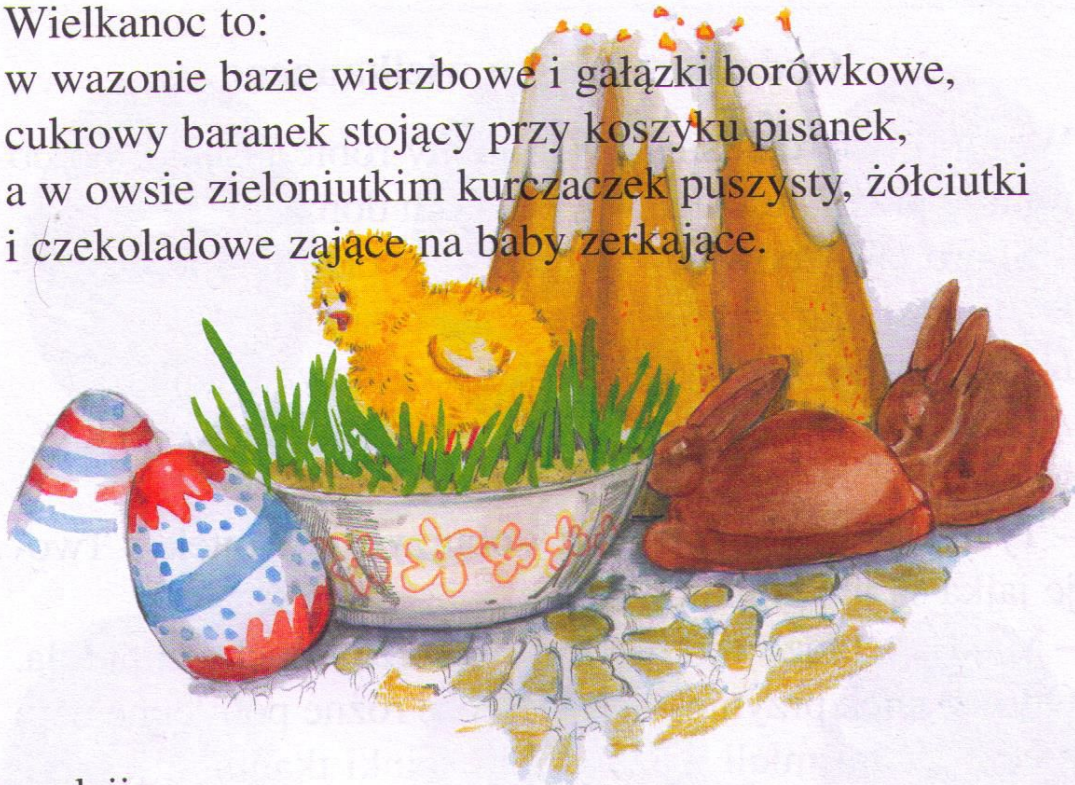 Wielkanoc to:
w wazonie bazie wierzbowe i gałązki borówkowe,
cukrowy baranek stojący przy koszyku pisanek,
a w owsie zieloniutkim kurczaczek puszysty, żółciutki
i czekoladowe zające na baby zerkające.